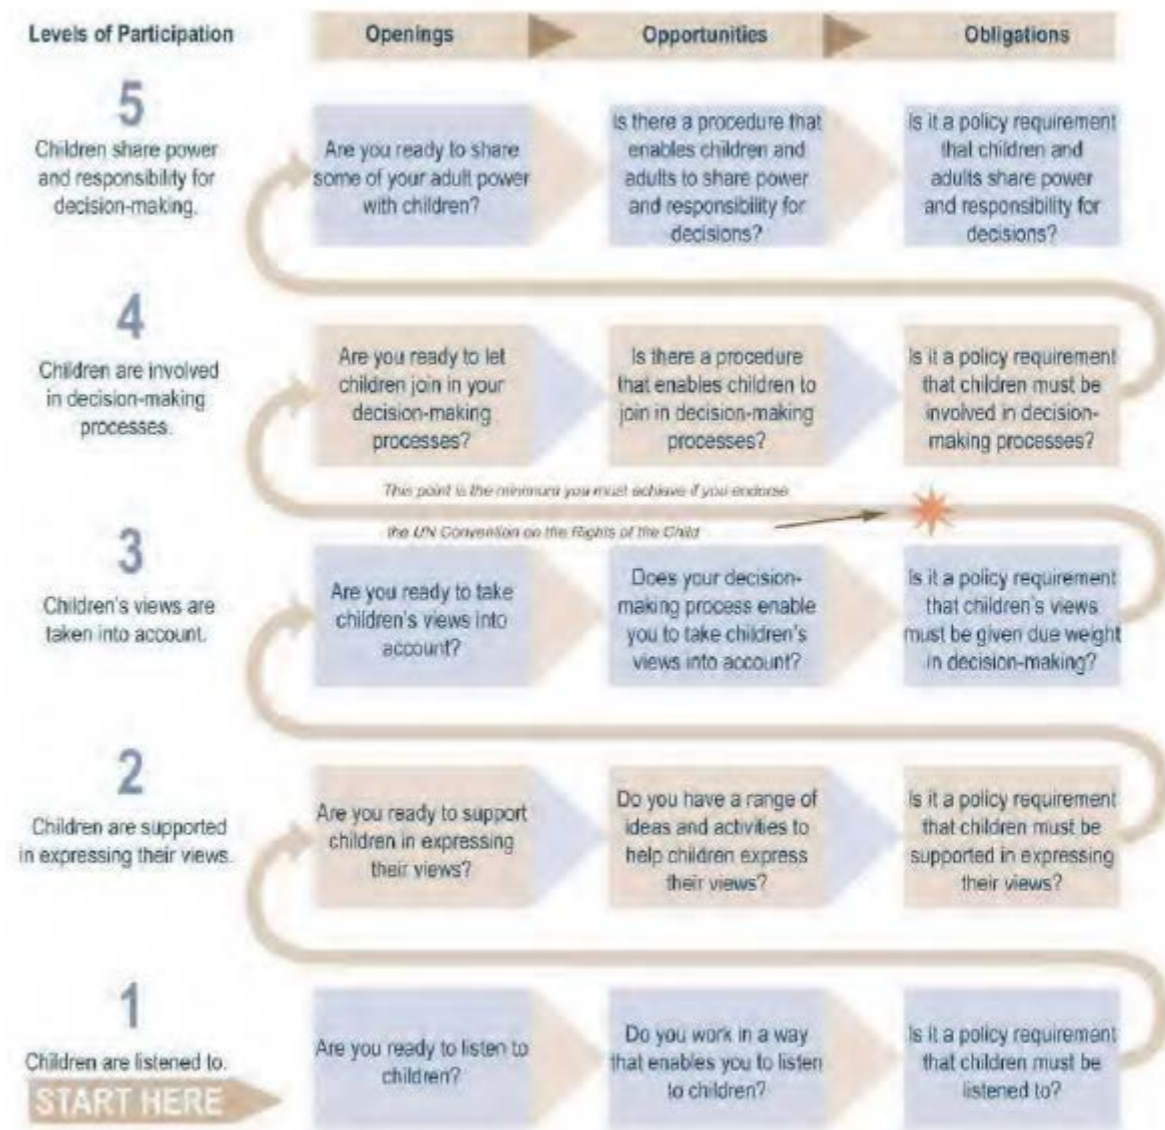 Levels of Participation
Openings
Opportunities
Obligations
5
Children share power
and responsibility for
decision-making.
Are you ready to share
some of your adult power
with children?
Is there a procedure that
enables children and
adults to share power
and responsibility for
decisions?
Is it a policy requirement
that children and
adults share power
and responsibility for
decisions?
4
Children are involved
in decision-making
processes.
Are you ready to let
children join in your
decision-making
processes?
Is there a procedure
that enables children to
join in decision-making
processes?
Is it a policy requirement
that children must be
involved in decision-
making processes?
This point is the minimum you must achieve if you endorse
the UN Convention on the Rights of the Child
3
Children's views are
taken into account.
Are you ready to take
children's views into
account?
Does your decision-
making process enable
you to take children's
views into account?
Is it a policy requirement
that children's views
must be given due weight
in decision-making?
2
Children are supported
in expressing their views.
Are you ready to support
children in expressing
their views?
Do you have a range of
ideas and activities to
help children express
their views?
Is it a policy requirement
that children must be
supported in expressing
their views?
1
Children are listened to.
START HERE
Are you ready to listen to
children?
Do you work in a way
that enables you to listen
to children?
Is it a policy requirement
that children must be
listened to?